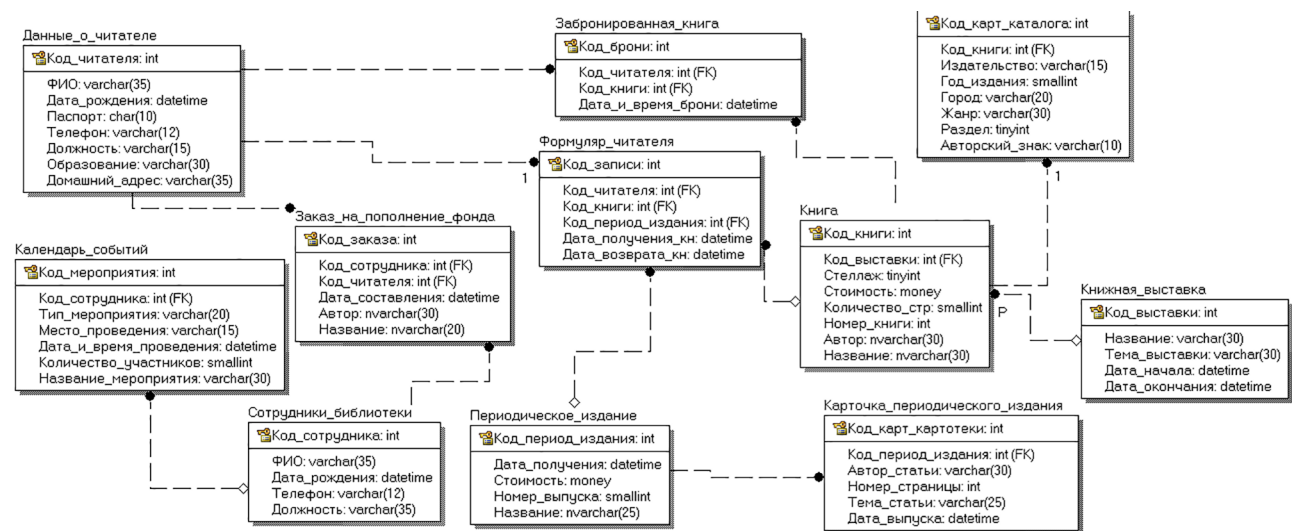 Данные_о_читателе
Код_читателя: int
ФИО: varchar(35)
Дата_рождения: datetime
Паспорт: char(10)
Телефон: varchar(12)
Должность: varchar(15)
Образование: varchar(30)
Домашний_адрес: varchar(35)
Забронированная_книга
Код_брони: int
Код_читателя: int (FK)
Код_книги: int (FK)
Дата_и_время_брони: datetime
Код_карт_каталога: int
Код_книги: int (FK)
Издательство: varchar(15)
Год_издания: smallint
Город: varchar(20)
Жанр: varchar(30)
Раздел: tinyint
Авторский_знак: varchar(10)
1
Формуляр_читателя
Код_записи: int
Код_читателя: int (FK)
Код_книги: int (FK)
Код_период_издания: int (FK)
Дата_получения_кн: datetime
Дата_возврата_кн: datetime
1
Заказ_на_пополнение_фонда
Код_заказа: int
Код_сотрудника: int (FK)
Код_читателя: int (FK)
Дата_составления: datetime
Автор: nvarchar(30)
Название: nvarchar(20)
Календарь_событий
Код_мероприятия: int
Код_сотрудника: int (FK)
Тип_мероприятия: varchar(20)
Место_проведения: varchar(15)
Дата_и_время_проведения: datetime
Количество_участников: smallint
Название_мероприятия: varchar(30)
Книга
Код_книги: int
Код_выставки: int (FK)
Стеллаж: tinyint
Стоимость: money
Количество_стр: smallint
Номер_книги: int
Автор: nvarchar(30)
Название: nvarchar(30)
P
Книжная_выставка
Код_выставки: int
Название: varchar(30)
Тема_выставки: varchar(30)
Дата_начала: datetime
Дата_окончания: datetime
Сотрудники_библиотеки
Код_сотрудника: int
ФИО: varchar(35)
Дата_рождения: datetime
Телефон: varchar(12)
Должность: varchar(35)
Периодическое_издание
Код_период_издания: int
Дата_получения: datetime
Стоимость: money
Номер_выпуска: smallint
Название: nvarchar(25)
Карточка_периодического_издания
Код_карт_картотеки: int
Код_период_издания: int (FK)
Автор_статьи: varchar(30)
Номер_страницы: int
Тема_статьи: varchar(25)
Дата_выпуска: datetime